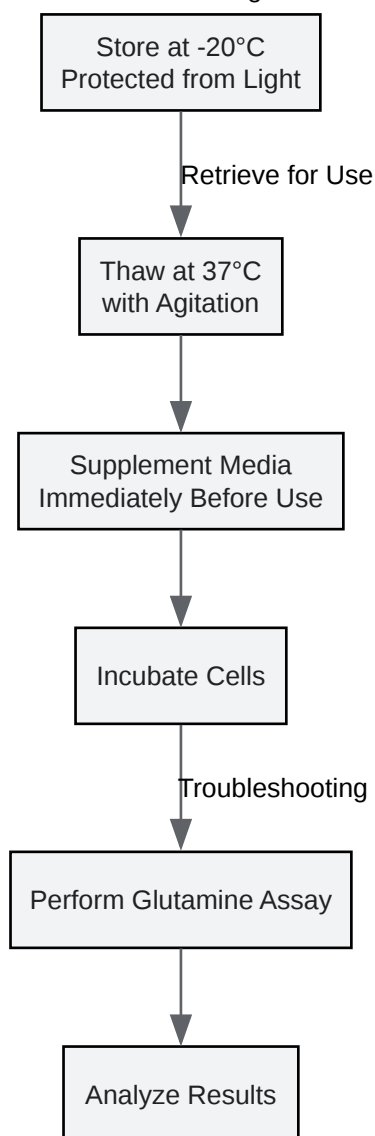 Store at -20°C
Protected from Light
Retrieve for Use
Thaw at 37°C
with Agitation
Supplement Media
Immediately Before Use
Incubate Cells
Troubleshooting
Perform Glutamine Assay
Analyze Results